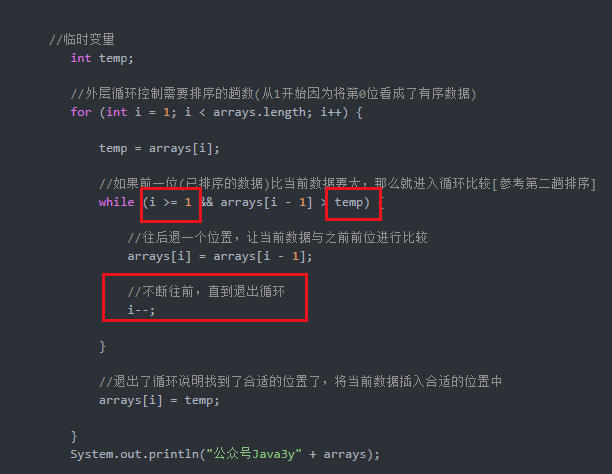 //临时变量
int temp;
//外层循环控制需要排序的趟数(从1开始因为将第0位看成了有序数据)
for (int i = 1; i < arrays.length; i++) {
temp = arrays[i];
//如果前一位(已排序的数据)比当前数据要大，那么就进入循环比较[参考第二趟排序]
while (i >= 1 && arrays[i - 1] > temp) {
//往后退一个位置，让当前数据与之前前位进行比较
arrays[i] = arrays[i - 1];
//不断往前，直到退出循环
i--;
}
//退出了循环说明找到了合适的位置了，将当前数据插入合适的位置中
arrays[i] = temp;
}
System.out.println("公众号Java3y" + arrays);